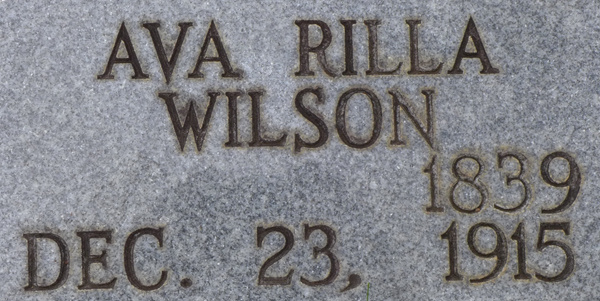 AVA RILLA
WILSON
1839
DEC. 23, 1915